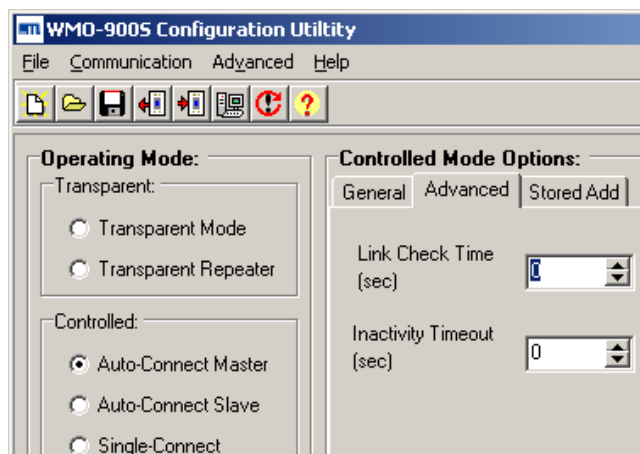 WMO-900S Configuration Utiltity
File Communication Advanced Help
Operating Mode:
Transparent:
Transparent Mode
Transparent Repeater
Controlled:
Auto-Connect Master
Auto-Connect Slave
Single-Connect
Controlled Mode Options:
General Advanced Stored Add
Link Check Time
(sec)
0
Inactivity Timeout
(sec)
0